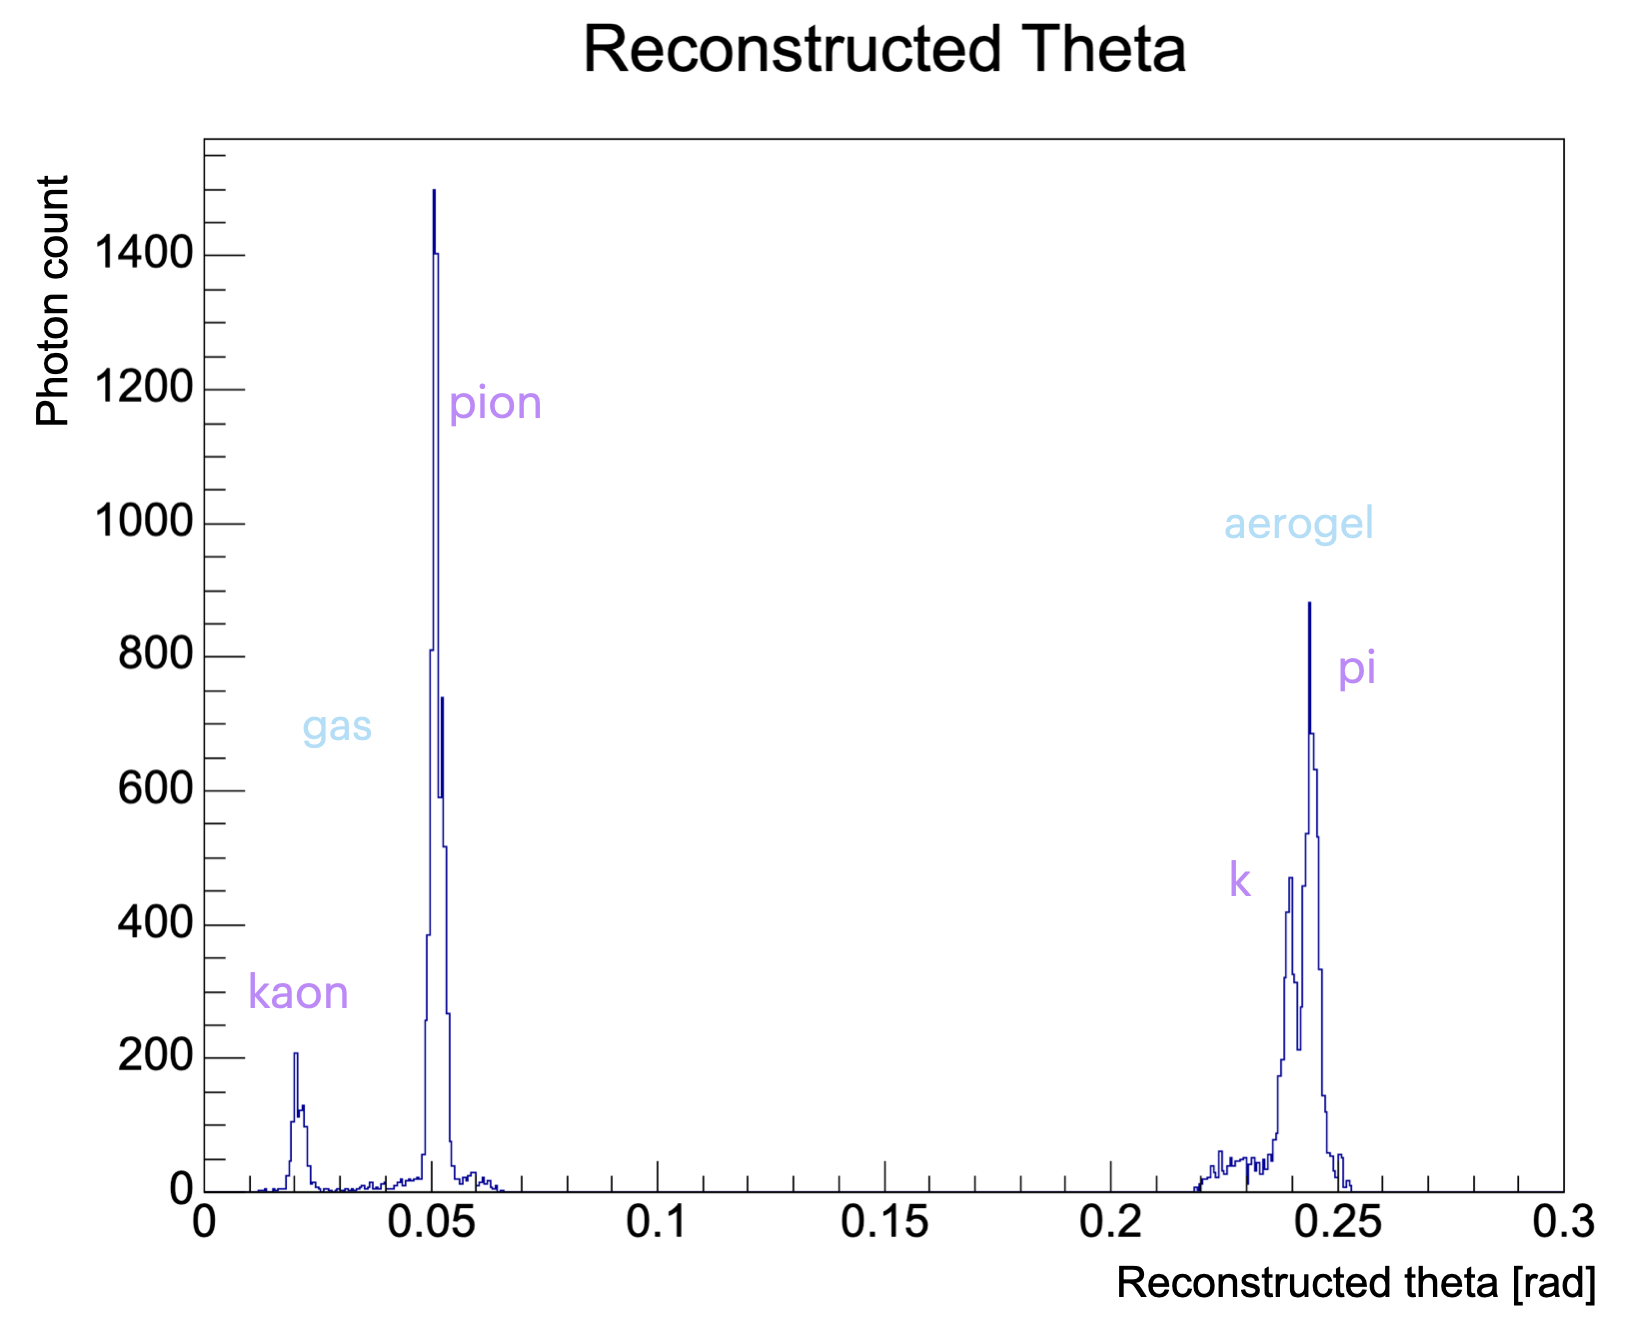 Reconstructed Theta
Photon count
1400
1200
1000
800
600
400
200
0
pion
aerogel
pi
gas
k
kaon
0 0.05 0.1 0.15 0.2 0.25 0.3
Reconstructed theta [rad]